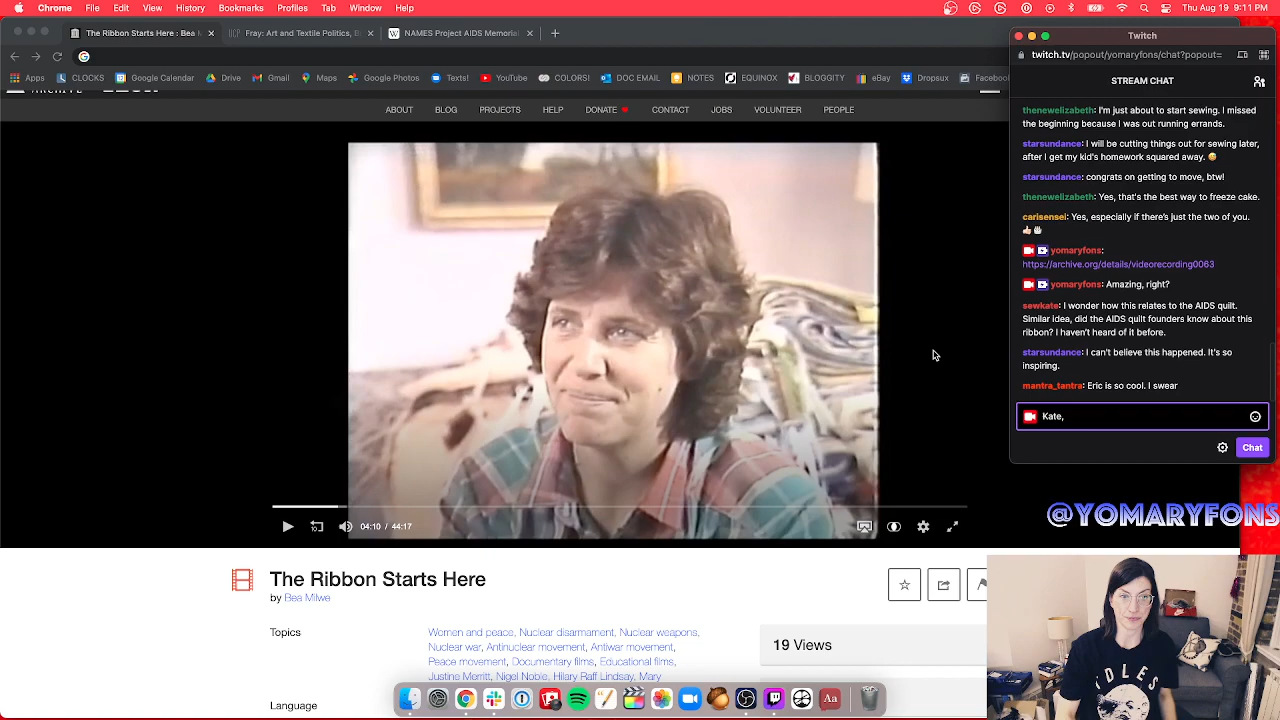 Chrome File Edit View History Bookmarks Profiles Tab Window Help Thu Aug 19 9:11 PM
The Ribbon Starts Here : Bea M Fray: Art and Textile Politics, B NAMES Project AIDS Memorial
Apps CLOCKS Google Calendar Drive Gmail Maps Google Photos Texts! YouTube COLORS! DOC EMAIL NOTES EQUINOX BLOGGITY eBay Dropsux Facebook
ABOUT BLOG PROJECTS HELP DONATE CONTACT JOBS VOLUNTEER PEOPLE
10
04:10 / 44:17
The Ribbon Starts Here
by Bea Milwe
Topics
Women and peace, Nuclear disarmament, Nuclear weapons,
Nuclear war, Antinuclear movement, Antiwar movement,
Peace movement, Documentary films, Educational films,
Justine Merritt, Nigel Noble, Hilary Raff Lindsay, Mary
Language
19 Views
Twitch
twitch.tv/popout/yomaryfons/chat?popout=
STREAM CHAT
thenewelizabeth: I'm just about to start sewing. I missed
the beginning because I was out running errands.
starsundance: I will be cutting things out for sewing later,
after I get my kid's homework squared away.
starsundance: congrats on getting to move, btw!
thenewelizabeth: Yes, that's the best way to freeze cake.
carisensei: Yes, especially if there's just the two of you.
yomaryfons:
https://archive.org/details/videorecording0063
yomaryfons: Amazing, right?
sewkate: I wonder how this relates to the AIDS quilt.
Similar idea, did the AIDS quilt founders know about this
ribbon? I haven't heard of it before.
starsundance: I can't believe this happened. It's so
inspiring.
mantra_tantra: Eric is so cool. I swear
Kate,
Chat
@YOMARYFONS
Aa